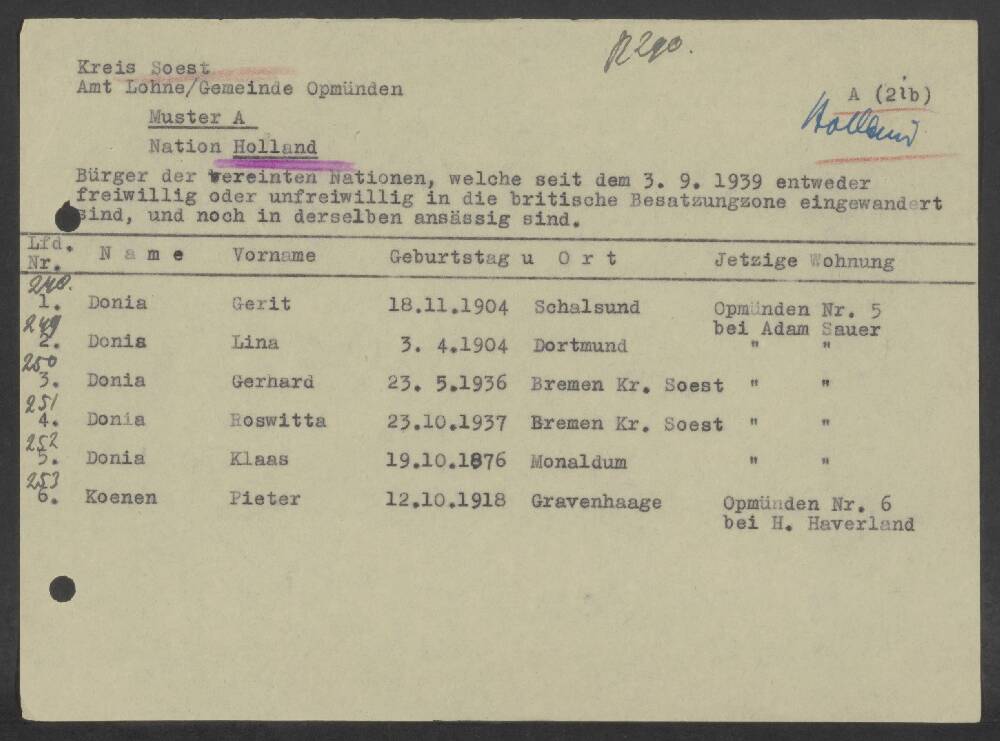 R290.
Kreis Soest
Amt Lohne/Gemeinde Opmünden
A (2ib)
Holland
Muster A
Nation Holland
Bürger der vereinten Nationen, welche seit dem 3. 9. 1939 entweder
freiwillig oder unfreiwillig in die britische Besatzungzone eingewandert
sind, und noch in derselben ansässig sind.
Lfd. Nr. Name Vorname Geburtstag u Ort Jetzige Wohnung
248.
1. Donia Gerit 18.11.1904 Schalsund Opmünden Nr. 5
bei Adam Sauer
249
2. Donia Lina 3. 4.1904 Dortmund " "
250
3. Donia Gerhard 23. 5.1936 Bremen Kr. Soest " "
251
4. Donia Roswitta 23.10.1937 Bremen Kr. Soest " "
252
5. Donia Klaas 19.10.1876 Monaldum " "
253
6. Koenen Pieter 12.10.1918 Gravenhaage Opmünden Nr. 6
bei H. Haverland